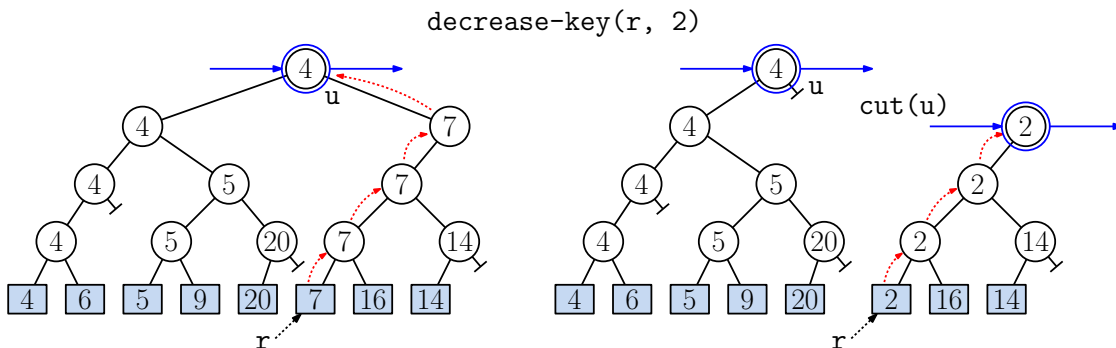 decrease-key(r, 2)
4 4
u u
cut(u)
4 7 4 2
4 5 7 4 5 2
4 5 20 7 14 4 5 20 2 14
4 6 5 9 20 7 16 14 4 6 5 9 20 2 16 14
r r